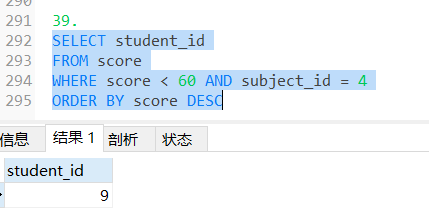 290
291 39.
292 SELECT student_id
293 FROM score
294 WHERE score < 60 AND subject_id = 4
295 ORDER BY score DESC
信息 结果 1 剖析 状态
student_id
9